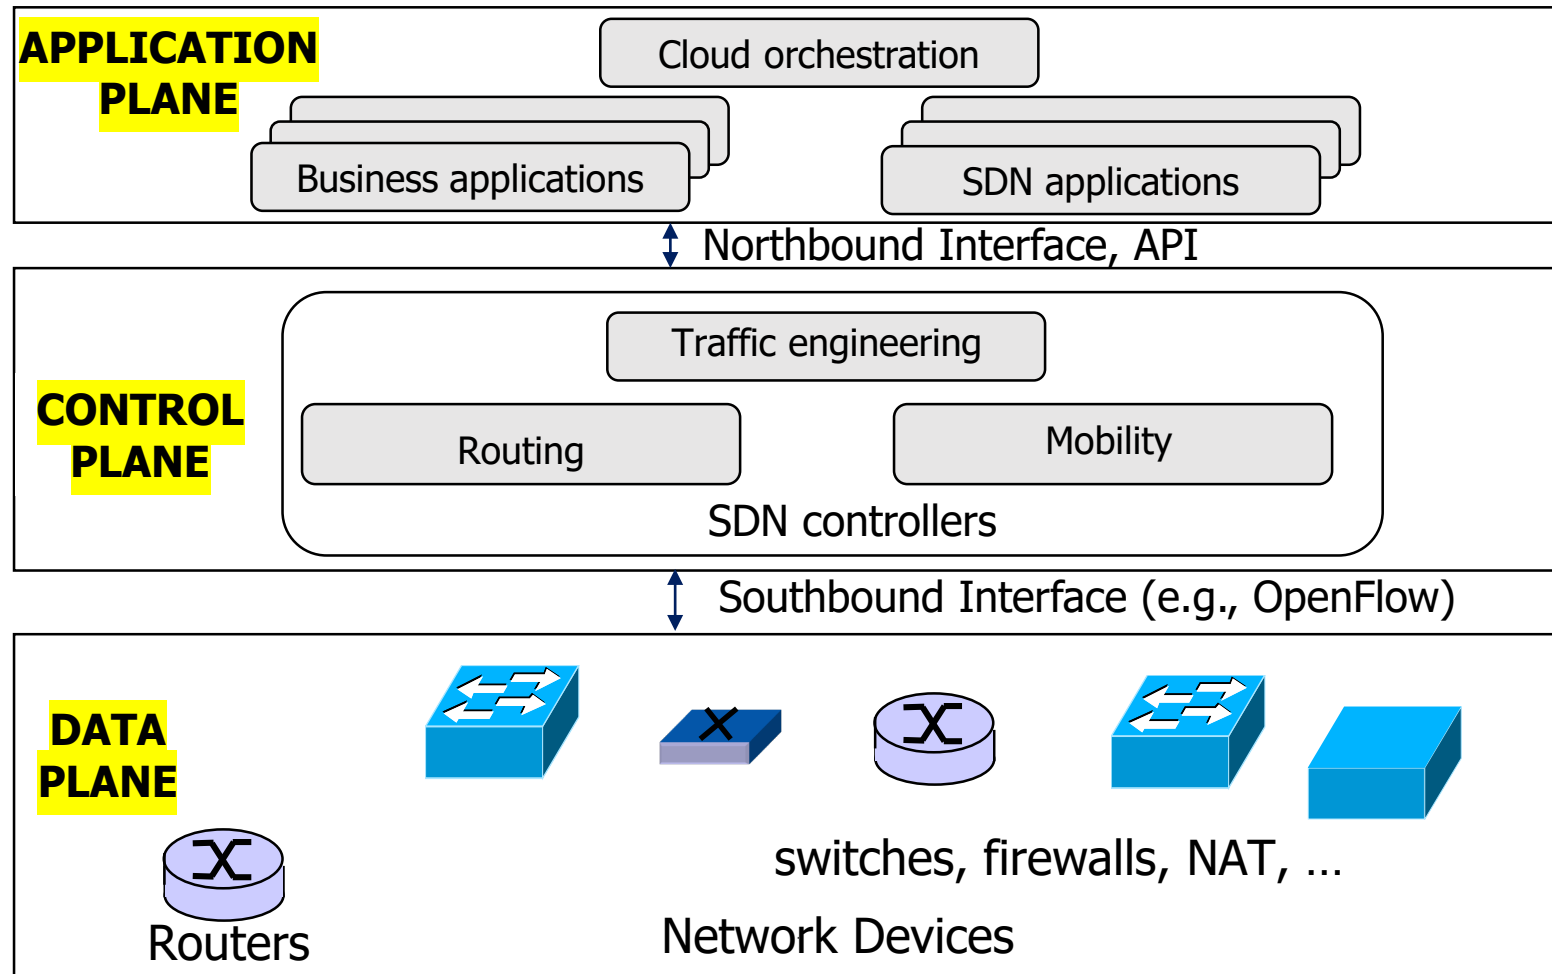 APPLICATION
PLANE
Cloud orchestration
Business applications
SDN applications
Northbound Interface, API
CONTROL
PLANE
Traffic engineering
Routing
Mobility
SDN controllers
Southbound Interface (e.g., OpenFlow)
DATA
PLANE
switches, firewalls, NAT, ...
Routers
Network Devices